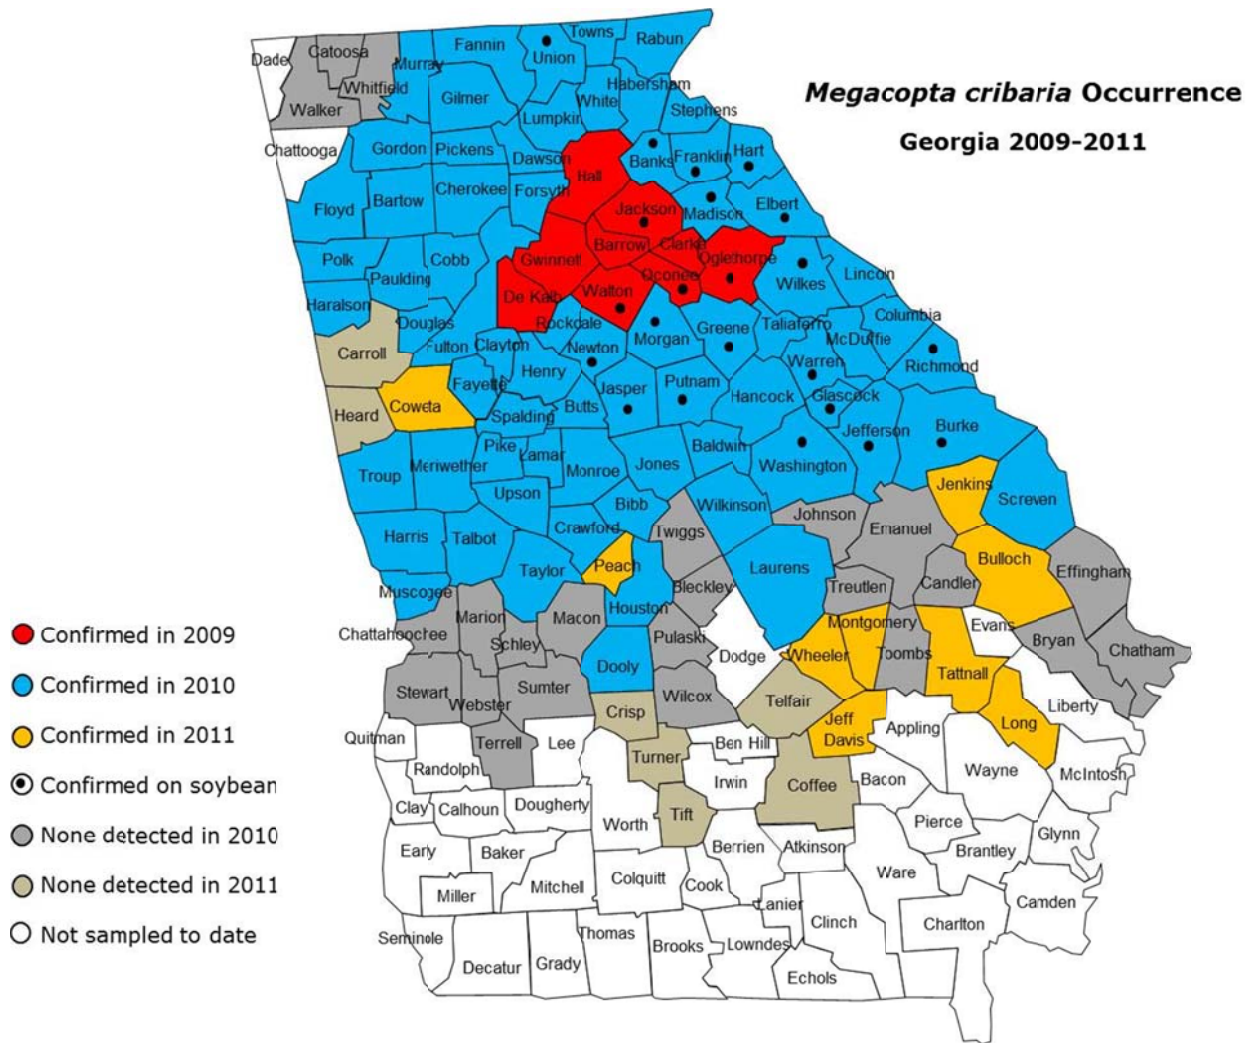 Megacopta cribaria Occurrence
Georgia 2009-2011
Dade
Catoosa
Murray
Fannin
Union
Towns
Rabun
Walker
Whitfield
Gilmer
White
Habersham
Lumpkin
Stephens
Chattooga
Gordon
Pickens
Dawson
Hall
Banks
Franklin
Hart
Floyd
Bartow
Cherokee
Forsyth
Jackson
Madison
Elbert
Polk
Paulding
Cobb
Gwinnett
Barrow
Clarke
Oglethorpe
Haralson
De Kalb
Walton
Oconee
Wilkes
Lincoln
Douglas
Rockdale
Morgan
Greene
Taliaferro
Columbia
Carroll
Fulton
Clayton
Newton
McDuffie
Henry
Warren
Richmond
Heard
Coweta
Fayette
Spalding
Butts
Jasper
Putnam
Hancock
Glascock
Troup
Meriwether
Pike
Lamar
Monroe
Jones
Baldwin
Washington
Jefferson
Burke
Upson
Bibb
Wilkinson
Jenkins
Screven
Harris
Talbot
Crawford
Twiggs
Johnson
Emanuel
Taylor
Peach
Bleckley
Laurens
Treutlen
Candler
Bulloch
Effingham
Muscogee
Houston
Chattahoochee
Marion
Schley
Macon
Pulaski
Dodge
Wheeler
Montgomery
Toombs
Evans
Bryan
Chatham
Dooly
Tattnall
Stewart
Webster
Sumter
Crisp
Wilcox
Telfair
Jeff
Davis
Appling
Long
Liberty
Quitman
Terrell
Lee
Turner
Ben Hill
Randolph
Irwin
Coffee
Bacon
Wayne
McIntosh
Clay
Calhoun
Dougherly
Worth
Tift
Pierce
Glynn
Early
Baker
Berrien
Atkinson
Brantley
Miller
Mitchell
Colquitt
Cook
Ware
Lanier
Clinch
Charlton
Camden
Seminole
Decatur
Grady
Thomas
Brooks
Lowndes
Echols
Confirmed in 2009
Confirmed in 2010
Confirmed in 2011
Confirmed on soybean
None detected in 2010
None detected in 2011
Not sampled to date